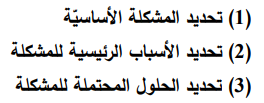 (1) تحديد المشكلة الأساسيّة
(2) تحديد الأسباب الرئيسية للمشكلة
(3) تحديد الحلول المحتملة للمشكلة